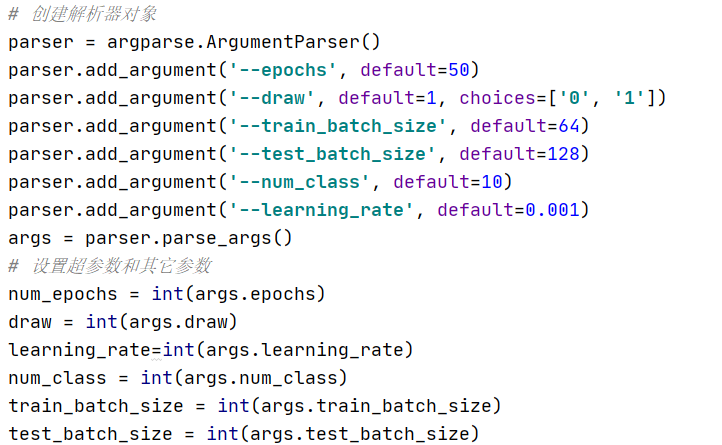 # 创建解析器对象
parser = argparse.ArgumentParser()
parser.add_argument('--epochs', default=50)
parser.add_argument('--draw', default=1, choices=['0', '1'])
parser.add_argument('--train_batch_size', default=64)
parser.add_argument('--test_batch_size', default=128)
parser.add_argument('--num_class', default=10)
parser.add_argument('--learning_rate', default=0.001)
args = parser.parse_args()
# 设置超参数和其它参数
num_epochs = int(args.epochs)
draw = int(args.draw)
learning_rate=int(args.learning_rate)
num_class = int(args.num_class)
train_batch_size = int(args.train_batch_size)
test_batch_size = int(args.test_batch_size)